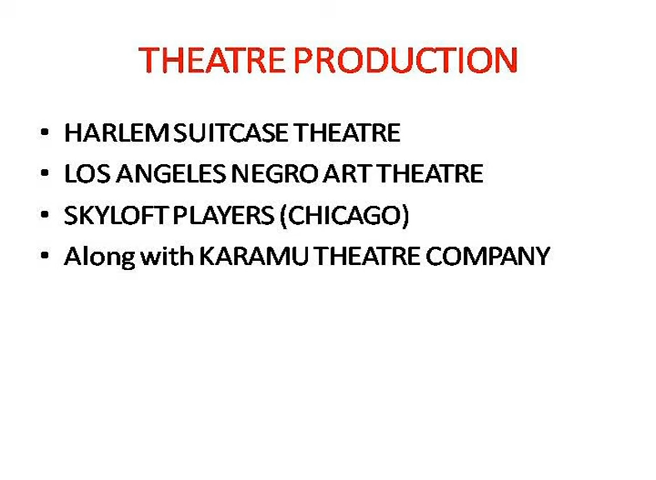 THEATRE PRODUCTION
• HARLEM SUITCASE THEATRE
• LOS ANGELES NEGRO ART THEATRE
• SKYLOFT PLAYERS (CHICAGO)
• Along with KARAMU THEATRE COMPANY